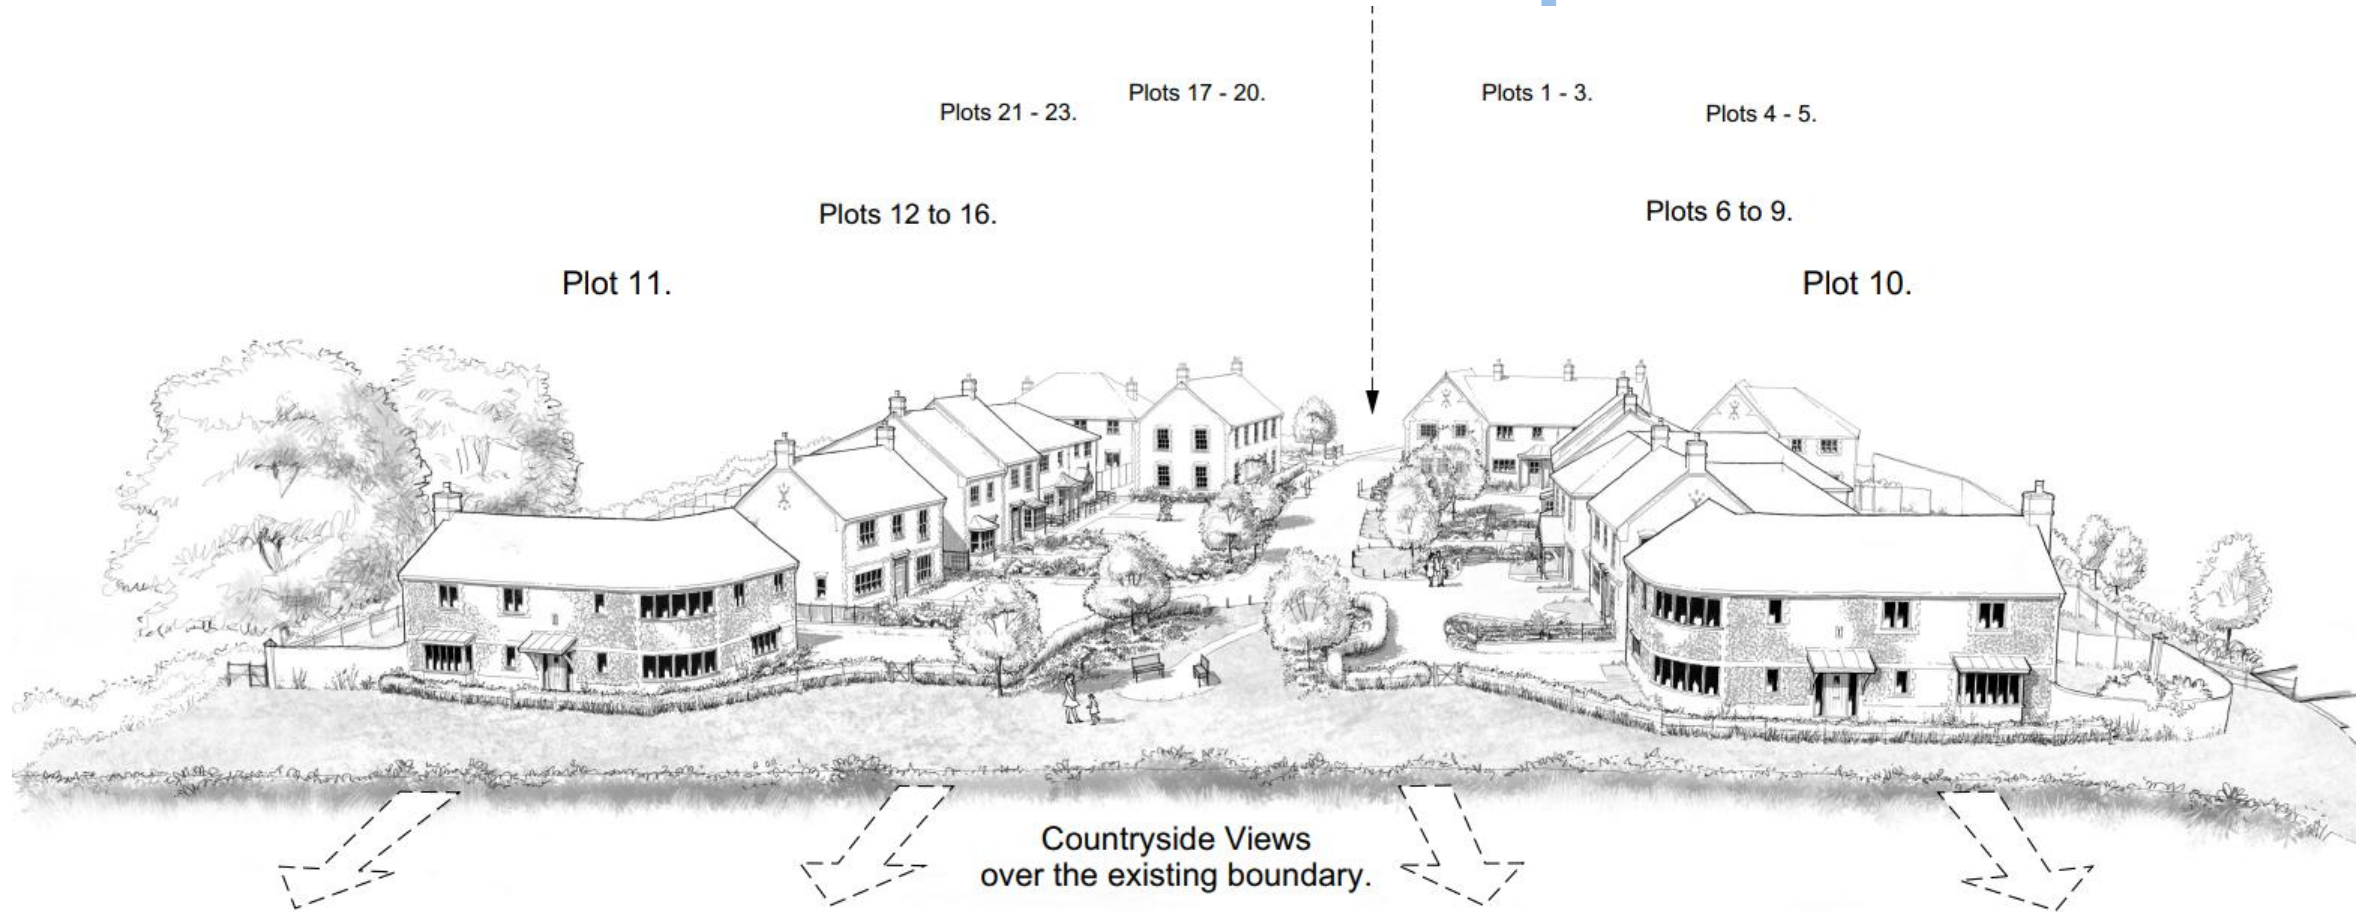 Plots 17 - 20.
Plots 1 - 3.
Plots 21 - 23.
Plots 4 - 5.
Plots 12 to 16.
Plots 6 to 9.
Plot 11.
Plot 10.
Countryside Views
over the existing boundary.